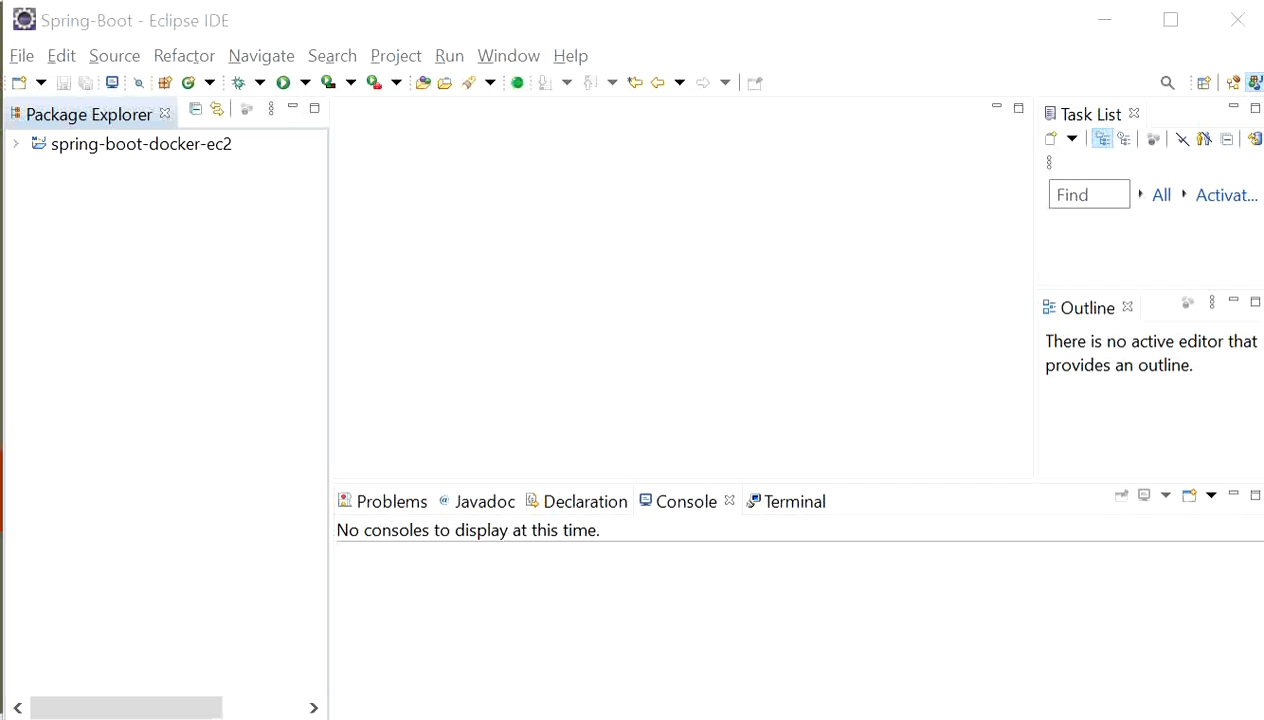 Spring-Boot - Eclipse IDE
File Edit Source Refactor Navigate Search Project Run Window Help
Package Explorer
spring-boot-docker-ec2
Task List
Find All Activat...
Outline
There is no active editor that
provides an outline.
Problems Javadoc Declaration Console Terminal
No consoles to display at this time.